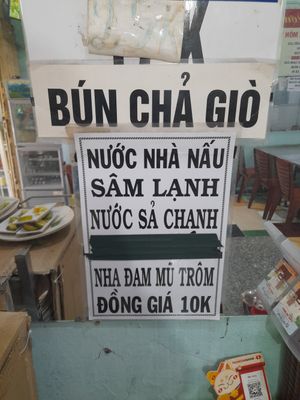 BÚN CHẢ GIÒ
NƯỚC NHÀ NẤU
SÂM LẠNH
NƯỚC SẢ CHANH
NHA ĐAM MỦ TRÔM
ĐỒNG GIÁ 10K